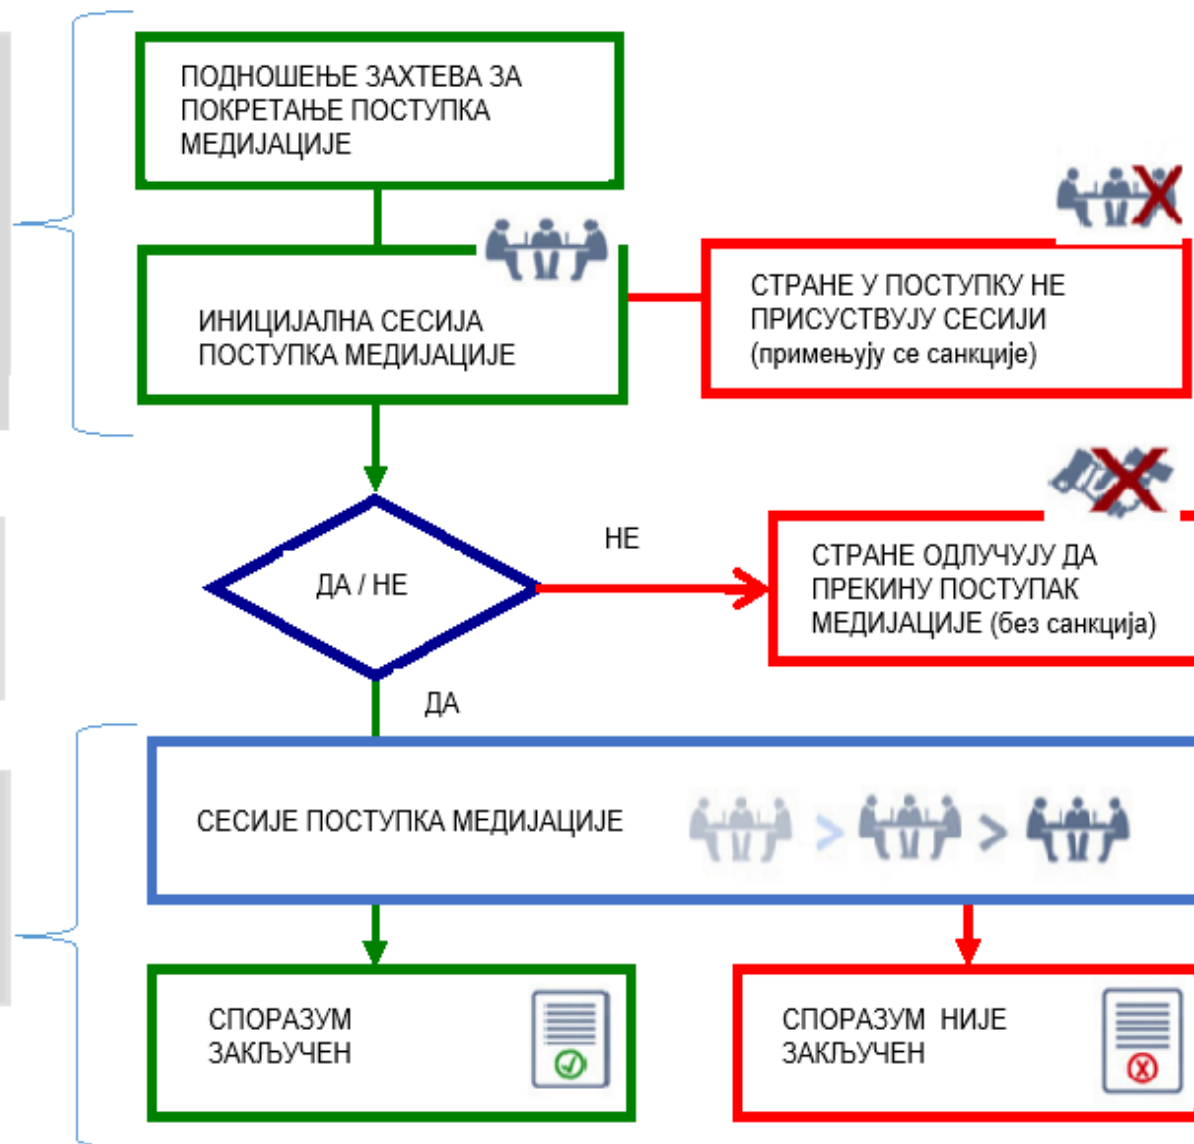 ПОДНОШЕЊЕ ЗАХТЕВА ЗА
ПОКРЕТАЊЕ ПОСТУПКА
МЕДИЈАЦИЈЕ
ИНИЦИЈАЛНА СЕСИЈА
ПОСТУПКА МЕДИЈАЦИЈЕ
СТРАНЕ У ПОСТУПКУ НЕ
ПРИСУСТВУЈУ СЕСИЈИ
(примењују се санкције)
ДА / НЕ
НЕ
СТРАНЕ ОДЛУЧУЈУ ДА
ПРЕКИНУ ПОСТУПАК
МЕДИЈАЦИЈЕ (без санкција)
ДА
СЕСИЈЕ ПОСТУПКА МЕДИЈАЦИЈЕ
СПОРАЗУМ
ЗАКЉУЧЕН
СПОРАЗУМ НИЈЕ
ЗАКЉУЧЕН